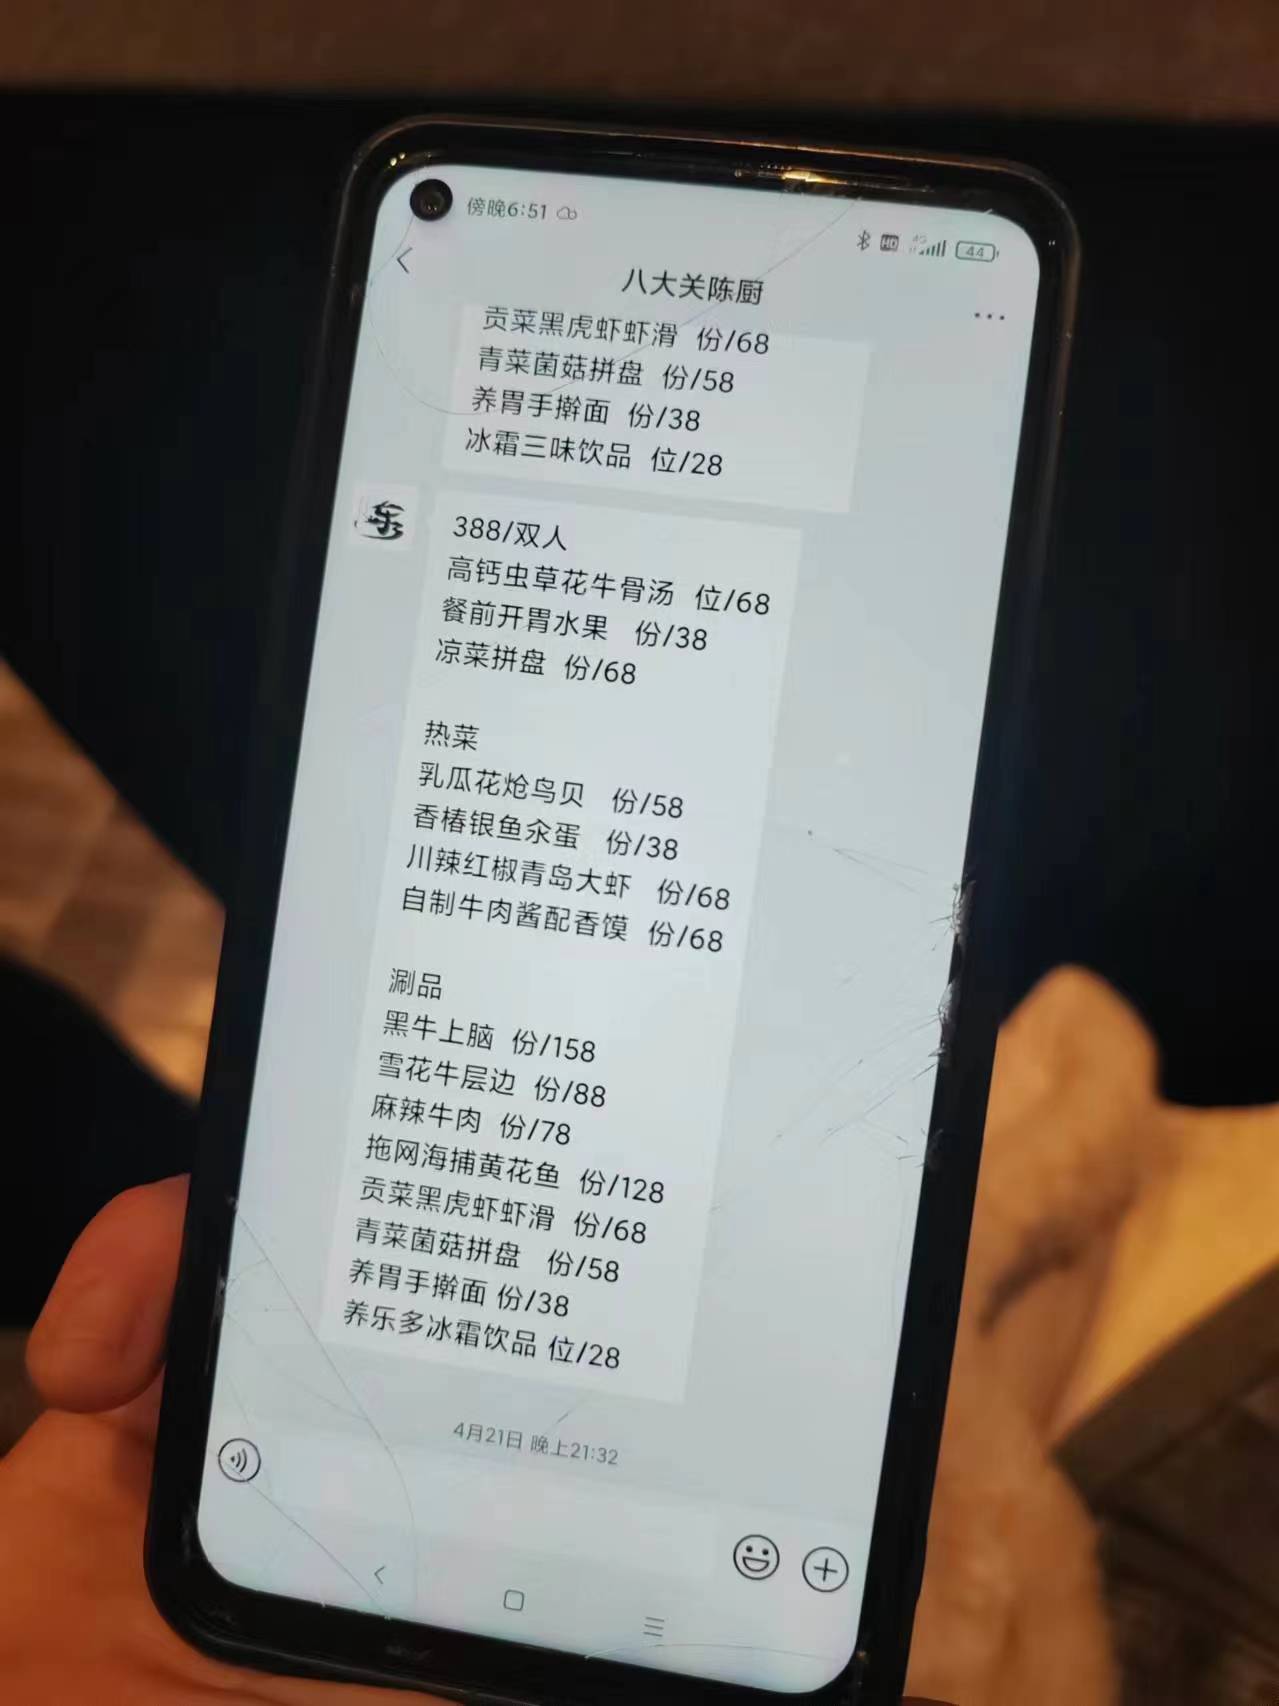 傍晚6:51
HD 4G 44
八大关陈厨
贡菜黑虎虾虾滑 份/68
青菜菌菇拼盘 份/58
养胃手擀面 份/38
冰霜三味饮品 位/28
乐
388/双人
高钙虫草花牛骨汤 位/68
餐前开胃水果 份/38
凉菜拼盘 份/68
热菜
乳瓜花炝鸟贝 份/58
香椿银鱼汆蛋 份/38
川辣红椒青岛大虾 份/68
自制牛肉酱配香馍 份/68
涮品
黑牛上脑 份/158
雪花牛层边 份/88
麻辣牛肉 份/78
拖网海捕黄花鱼 份/128
贡菜黑虎虾虾滑 份/68
青菜菌菇拼盘 份/58
养胃手擀面 份/38
养乐多冰霜饮品 位/28
4月21日 晚上21:32